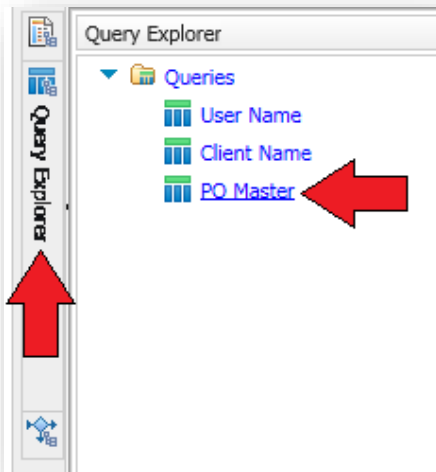 Query Explorer
Queries
User Name
Client Name
PO Master
Query Explorer